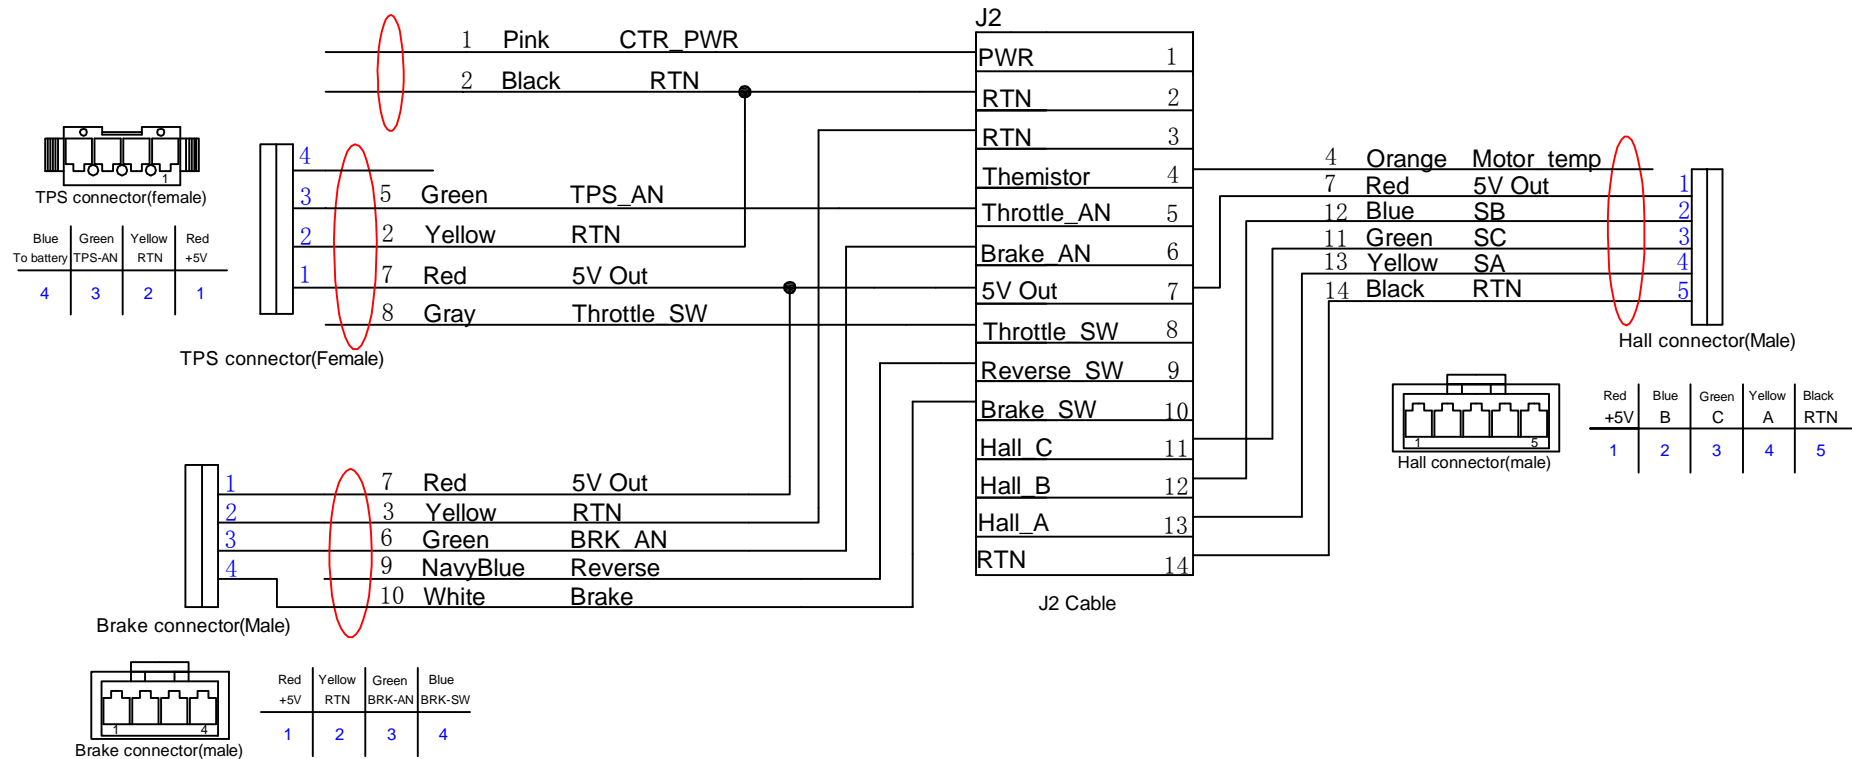 J2
1 Pink CTR_PWR
2 Black RTN
PWR 1
RTN 2
RTN 3
Themistor 4
Throttle_AN 5
Brake_AN 6
5V Out 7
Throttle_SW 8
Reverse_SW 9
Brake_SW 10
Hall_C 11
Hall_B 12
Hall_A 13
RTN 14
J2 Cable
1
TPS connector(female)
Blue Green Yellow Red
To battery TPS-AN RTN +5V
4 3 2 1
4
3 5 Green TPS_AN
2 2 Yellow RTN
1 7 Red 5V Out
8 Gray Throttle_SW
TPS connector(Female)
1 7 Red 5V Out
2 3 Yellow RTN
3 6 Green BRK_AN
4 9 NavyBlue Reverse
10 White Brake
Brake connector(Male)
1 4
Brake connector(male)
Red Yellow Green Blue
+5V RTN BRK-AN BRK-SW
1 2 3 4
4 Orange Motor_temp
7 Red 5V Out 1
12 Blue SB 2
11 Green SC 3
13 Yellow SA 4
14 Black RTN 5
Hall connector(Male)
1 5
Hall connector(male)
Red Blue Green Yellow Black
+5V B C A RTN
1 2 3 4 5